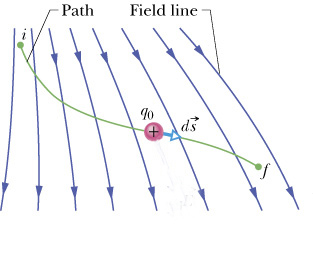 Path Field line
i
q₀
+ ds⃗
f